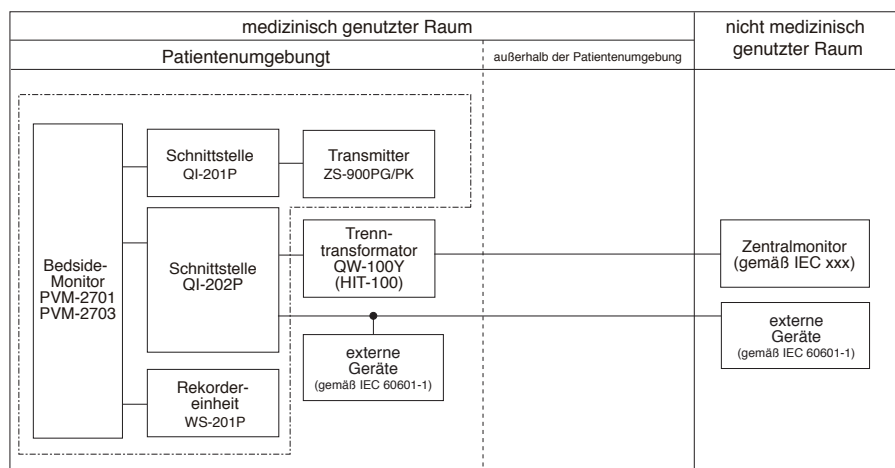 medizinisch genutzter Raum
nicht medizinisch
genutzter Raum
Patientenumgebungt
außerhalb der Patientenumgebung
Schnittstelle
QI-201P
Transmitter
ZS-900PG/PK
Bedside-
Monitor
PVM-2701
PVM-2703
Schnittstelle
QI-202P
Trenn-
transformator
QW-100Y
(HIT-100)
Zentralmonitor
(gemäß IEC xxx)
externe
Geräte
(gemäß IEC 60601-1)
externe
Geräte
(gemäß IEC 60601-1)
Rekorder-
einheit
WS-201P